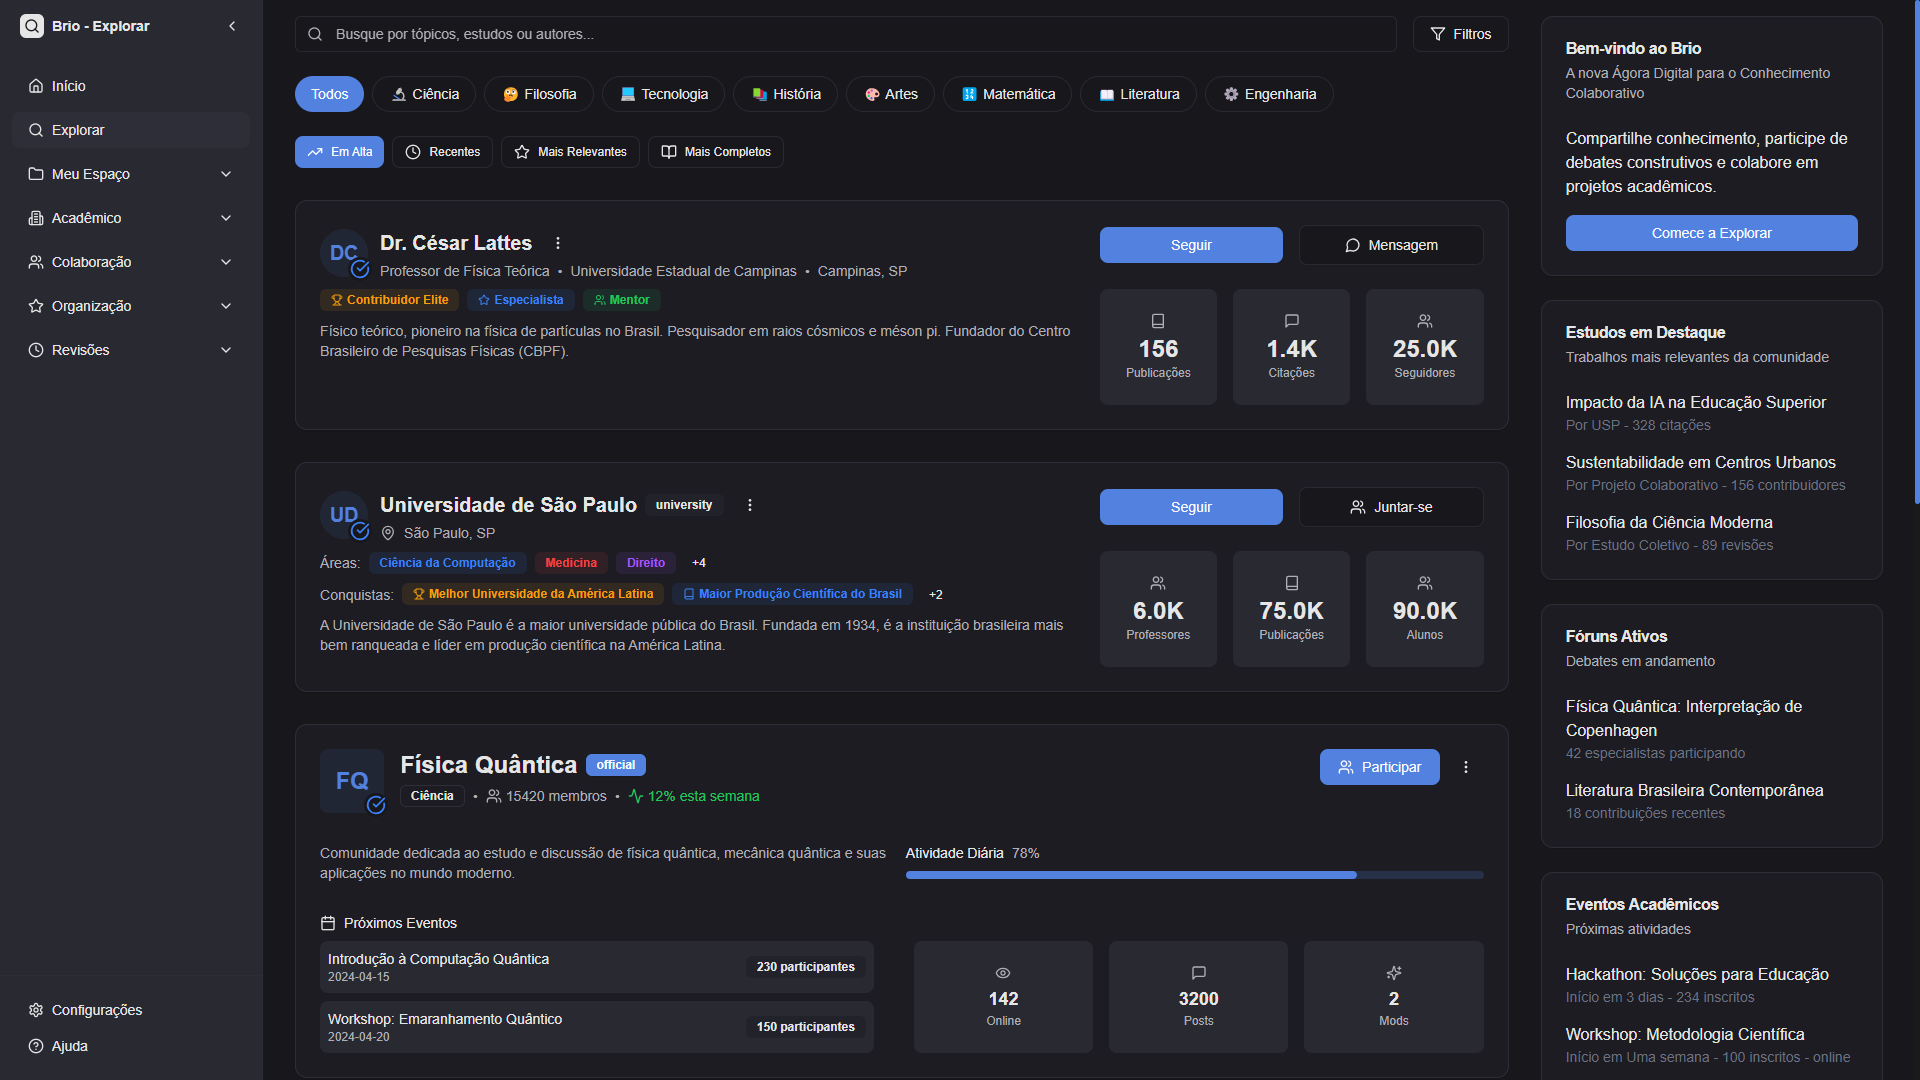 Brio - Explorar
Início
Explorar
Meu Espaço
Acadêmico
Colaboração
Organização
Revisões
Configurações
Ajuda
Busque por tópicos, estudos ou autores...
Filtros
Todos
Ciência
Filosofia
Tecnologia
História
Artes
Matemática
Literatura
Engenharia
Em Alta
Recentes
Mais Relevantes
Mais Completos
DC
Dr. César Lattes
Professor de Física Teórica • Universidade Estadual de Campinas • Campinas, SP
Contribuidor Elite
Especialista
Mentor
Físico teórico, pioneiro na física de partículas no Brasil. Pesquisador em raios cósmicos e méson pi. Fundador do Centro
Brasileiro de Pesquisas Físicas (CBPF).
Seguir
Mensagem
156
Publicações
1.4K
Citações
25.0K
Seguidores
UD
Universidade de São Paulo
university
São Paulo, SP
Áreas:
Ciência da Computação
Medicina
Direito
+4
Conquistas:
Melhor Universidade da América Latina
Maior Produção Científica do Brasil
+2
A Universidade de São Paulo é a maior universidade pública do Brasil. Fundada em 1934, é a instituição brasileira mais
bem ranqueada e líder em produção científica na América Latina.
Seguir
Juntar-se
6.0K
Professores
75.0K
Publicações
90.0K
Alunos
FQ
Física Quântica
official
Ciência
• 15420 membros • 12% esta semana
Participar
Comunidade dedicada ao estudo e discussão de física quântica, mecânica quântica e suas
aplicações no mundo moderno.
Atividade Diária 78%
Próximos Eventos
Introdução à Computação Quântica
2024-04-15
230 participantes
Workshop: Emaranhamento Quântico
2024-04-20
150 participantes
142
Online
3200
Posts
2
Mods
Bem-vindo ao Brio
A nova Ágora Digital para o Conhecimento
Colaborativo
Compartilhe conhecimento, participe de
debates construtivos e colabore em
projetos acadêmicos.
Comece a Explorar
Estudos em Destaque
Trabalhos mais relevantes da comunidade
Impacto da IA na Educação Superior
Por USP - 328 citações
Sustentabilidade em Centros Urbanos
Por Projeto Colaborativo - 156 contribuidores
Filosofia da Ciência Moderna
Por Estudo Coletivo - 89 revisões
Fóruns Ativos
Debates em andamento
Física Quântica: Interpretação de
Copenhagen
42 especialistas participando
Literatura Brasileira Contemporânea
18 contribuições recentes
Eventos Acadêmicos
Próximas atividades
Hackathon: Soluções para Educação
Início em 3 dias - 234 inscritos
Workshop: Metodologia Científica
Início em Uma semana - 100 inscritos - online